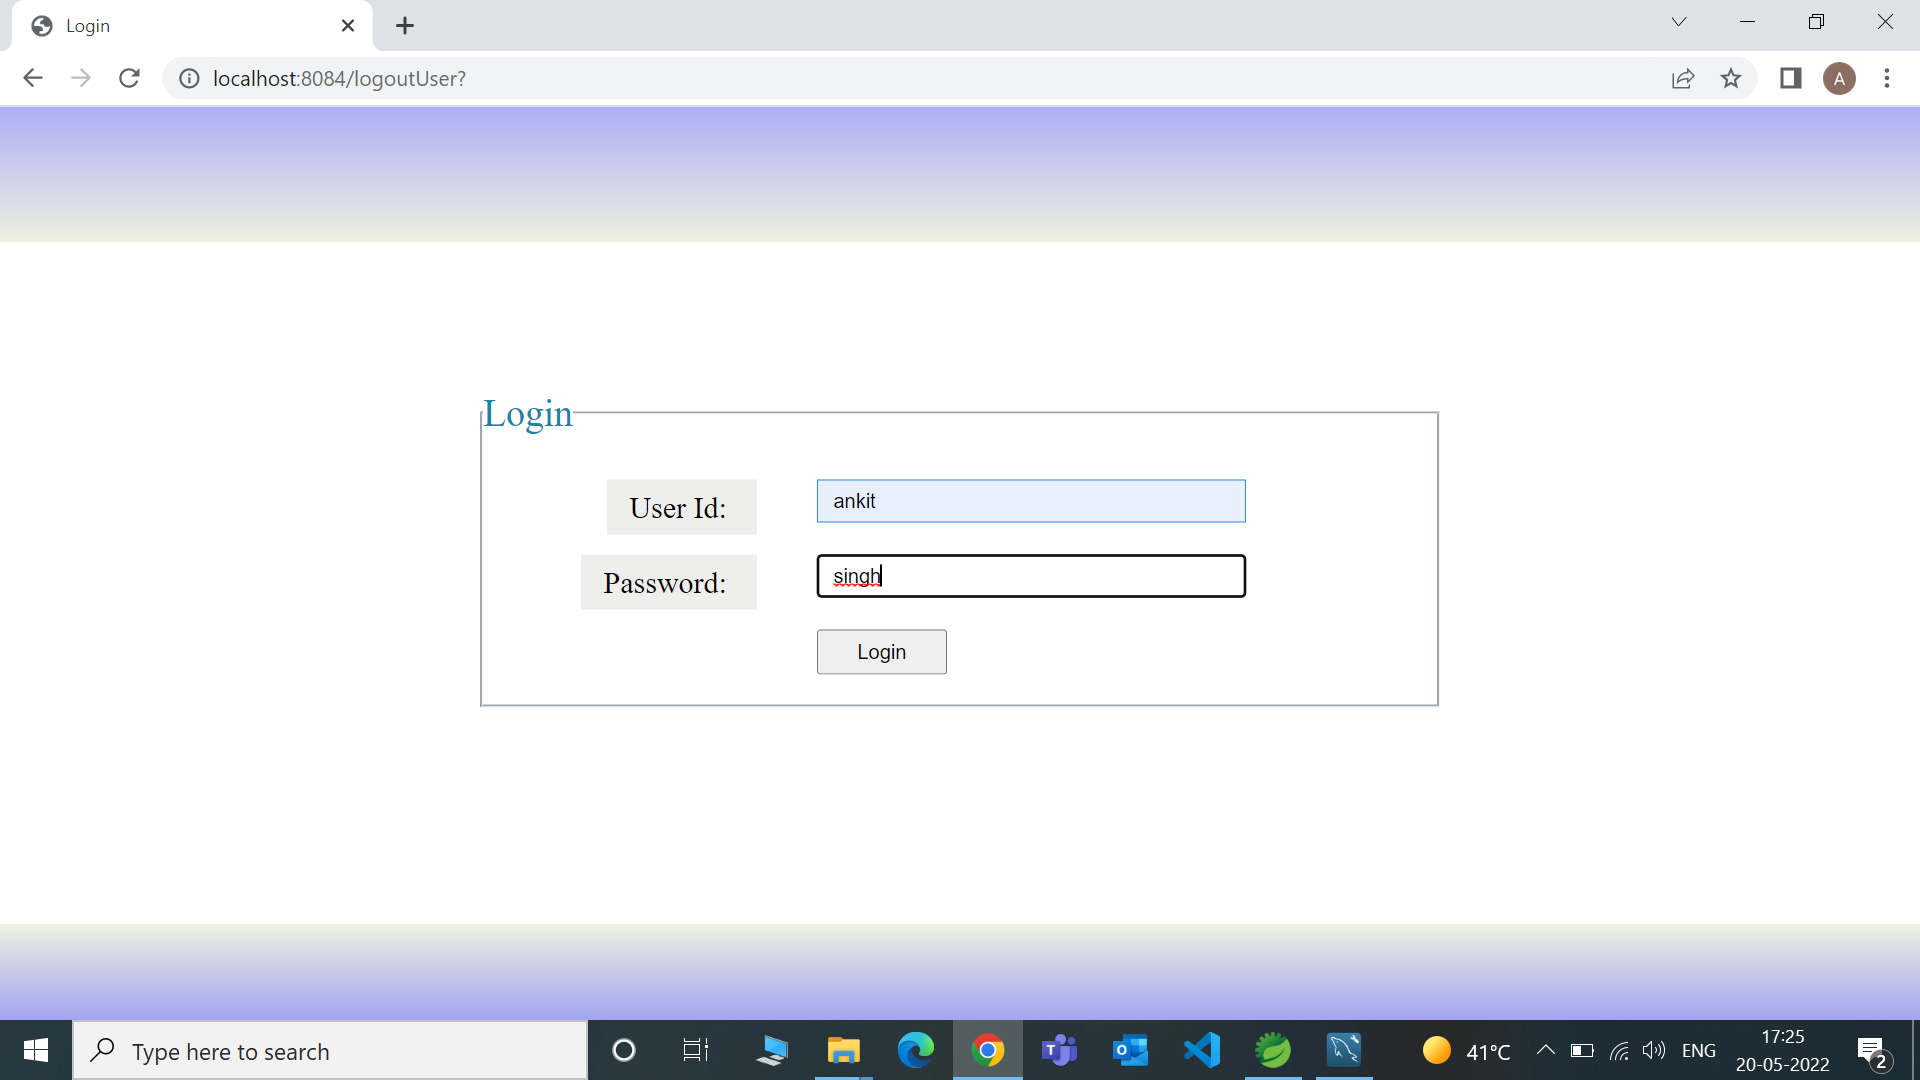 Login
localhost:8084/logoutUser?
A
Login
User Id:
ankit
Password:
singh
Login
Type here to search
41°C
ENG
17:25
20-05-2022
2